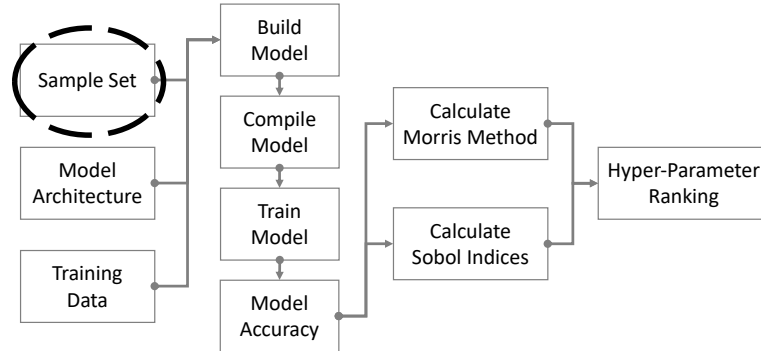 Sample Set
Model
Architecture
Training
Data
Build
Model
Compile
Model
Train
Model
Model
Accuracy
Calculate
Morris Method
Calculate
Sobol Indices
Hyper-Parameter
Ranking